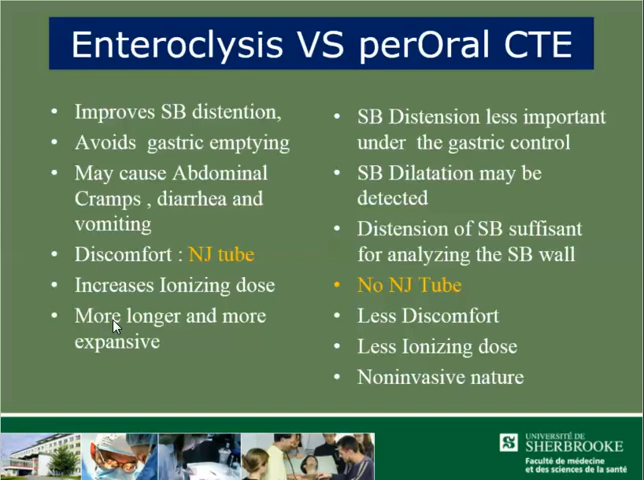 Enteroclysis VS perOral CTE
• Improves SB distention,
• Avoids gastric emptying
• May cause Abdominal
Cramps , diarrhea and
vomiting
• Discomfort : NJ tube
• Increases Ionizing dose
• More longer and more
expansive
• SB Distension less important
under the gastric control
• SB Dilatation may be
detected
• Distension of SB suffisant
for analyzing the SB wall
• No NJ Tube
• Less Discomfort
• Less Ionizing dose
• Noninvasive nature
UNIVERSITÉ DE
SHERBROOKE
Faculté de médecine
et des sciences de la santé